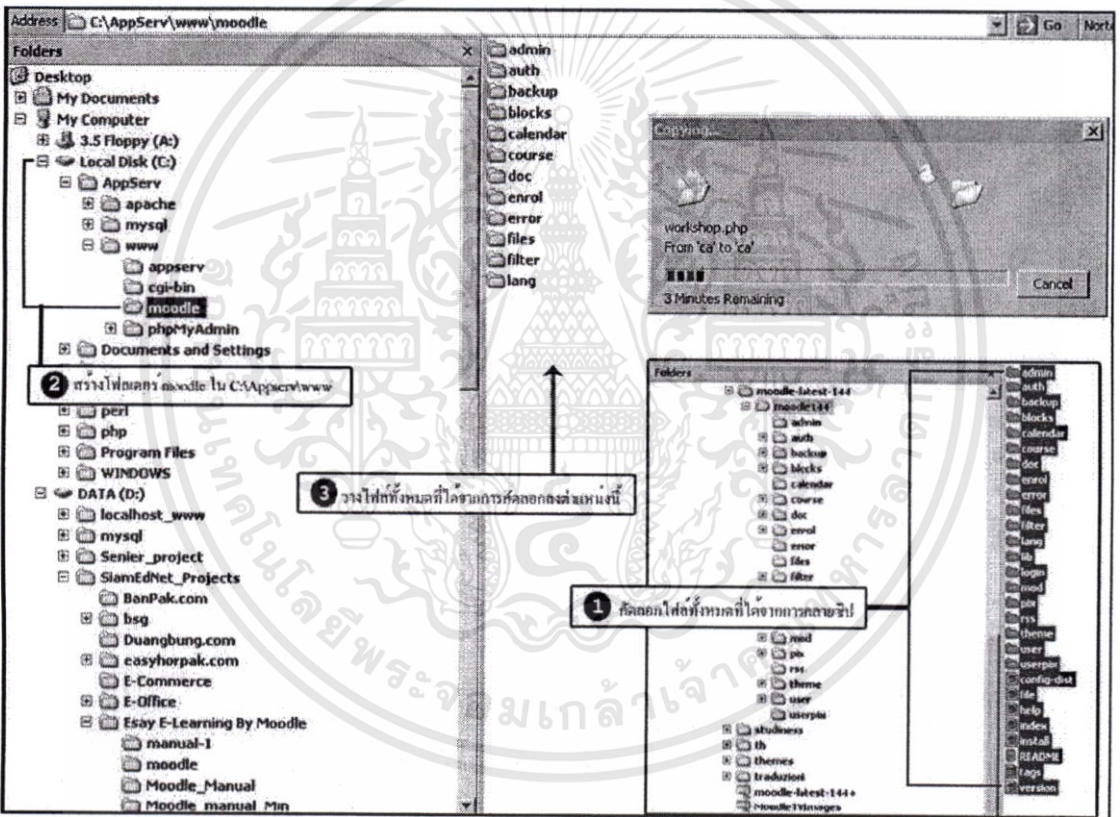 Address C:\AppServ\www\moodle Go
Folders
Desktop
My Documents
My Computer
3.5 Floppy (A:)
Local Disk (C:)
AppServ
apache
mysql
www
appserv
cgi-bin
moodle
phpMyAdmin
Documents and Settings
2 สร้างโฟลเดอร์ moodle ใน C:\Appserv\www
perl
php
Program Files
WINDOWS
DATA (D:)
localhost_www
mysql
Senier_project
SiamEdNet_Projects
BanPak.com
bsg
Duangbung.com
easyhorpak.com
E-Commerce
E-Office
Esay E-Learning By Moodle
manual-1
moodle
Moodle_Manual
Moodle_manual_Min
admin
auth
backup
blocks
calendar
course
doc
enrol
error
files
filter
lang
Copying...
workshop.php
From 'ca' to 'ca'
3 Minutes Remaining
Cancel
3 วางไฟล์ทั้งหมดที่ได้จากการคัดลอกลงตำแหน่งนี้
Folders
moodle-latest-144
moodle144
admin
auth
backup
blocks
calendar
course
doc
enrol
error
files
filter
1 คัดลอกไฟล์ทั้งหมดที่ได้จากการคลายซิป
mod
pix
rss
theme
user
userpix
studiness
th
themes
traduzioni
moodle-latest-144+
admin
auth
backup
blocks
calendar
course
doc
enrol
error
files
filter
lang
lib
login
mod
pix
rss
theme
user
userpix
config-dist
file
help
index
install
README
tags
version